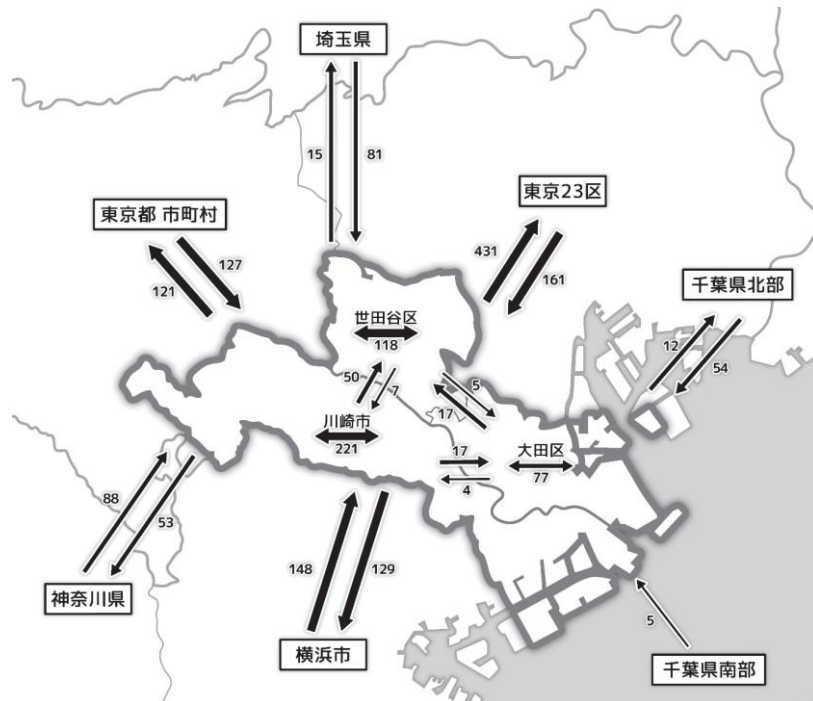 埼玉県
15
81
東京都 市町村
127
121
東京23区
431
161
千葉県北部
12
54
世田谷区
118
50
7
5
17
川崎市
221
17
4
大田区
77
88
53
神奈川県
148
129
横浜市
5
千葉県南部